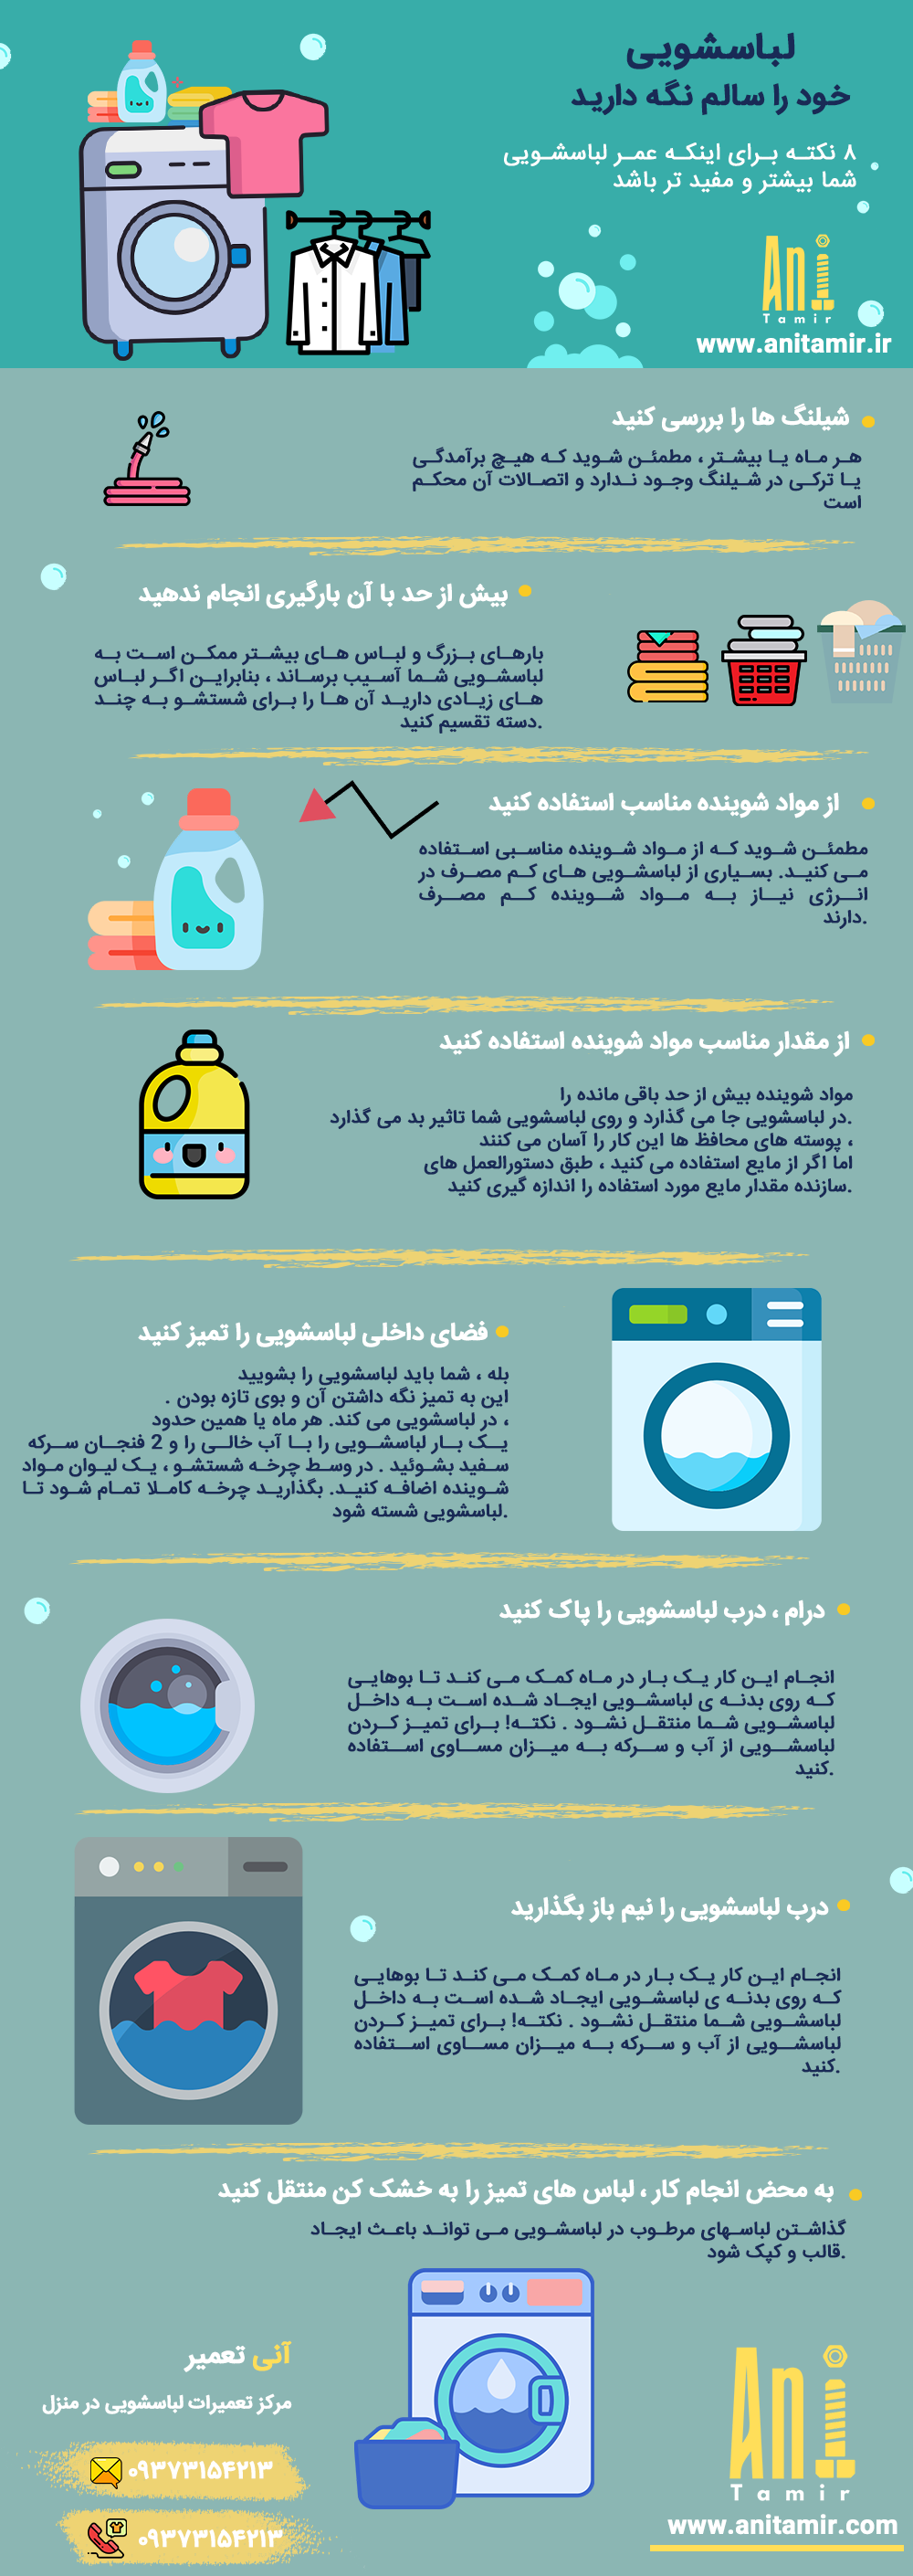 لباسشویی
خود را سالم نگه دارید
۸ نکته برای اینکه عمر لباسشویی
شما بیشتر و مفید تر باشد
Ani
Tamir
www.anitamir.ir
شیلنگ ها را بررسی کنید
هر ماه یا بیشتر ، مطمئن شوید که هیچ برآمدگی
یا ترکی در شیلنگ وجود ندارد و اتصالات آن محکم
است
بیش از حد با آن بارگیری انجام ندهید
بارهای بزرگ و لباس های بیشتر ممکن است به
لباسشویی شما آسیب برساند ، بنابراین اگر لباس
های زیادی دارید آن ها را برای شستشو به چند
.دسته تقسیم کنید
از مواد شوینده مناسب استفاده کنید
مطمئن شوید که از مواد شوینده مناسبی استفاده
می کنید. بسیاری از لباسشویی های کم مصرف در
انرژی نیاز به مواد شوینده کم مصرف
.دارند
از مقدار مناسب مواد شوینده استفاده کنید
مواد شوینده بیش از حد باقی مانده را
.در لباسشویی جا می گذارد و روی لباسشویی شما تاثیر بد می گذارد
، پوسته های محافظ ها این کار را آسان می کنند
اما اگر از مایع استفاده می کنید ، طبق دستورالعمل های
.سازنده مقدار مایع مورد استفاده را اندازه گیری کنید
فضای داخلی لباسشویی را تمیز کنید
بله ، شما باید لباسشویی را بشویید
این به تمیز نگه داشتن آن و بوی تازه بودن .
، در لباسشویی می کند. هر ماه یا همین حدود
یک بار لباسشویی را با آب خالی را و 2 فنجان سرکه
سفید بشوئید . در وسط چرخه شستشو ، یک لیوان مواد
شوینده اضافه کنید. بگذارید چرخه کاملا تمام شود تا
.لباسشویی شسته شود
درام ، درب لباسشویی را پاک کنید
انجام این کار یک بار در ماه کمک می کند تا بوهایی
که روی بدنه ی لباسشویی ایجاد شده است به داخل
لباسشویی شما منتقل نشود . نکته! برای تمیز کردن
لباسشویی از آب و سرکه به میزان مساوی استفاده
.کنید
درب لباسشویی را نیم باز بگذارید
انجام این کار یک بار در ماه کمک می کند تا بوهایی
که روی بدنه ی لباسشویی ایجاد شده است به داخل
لباسشویی شما منتقل نشود . نکته! برای تمیز کردن
لباسشویی از آب و سرکه به میزان مساوی استفاده
.کنید
به محض انجام کار ، لباس های تمیز را به خشک کن منتقل کنید
گذاشتن لباسهای مرطوب در لباسشویی می تواند باعث ایجاد
.قالب و کپک شود
آنی تعمیر
مرکز تعمیرات لباسشویی در منزل
۰۹۳۷۳۱۵۴۲۱۳
۰۹۳۷۳۱۵۴۲۱۳
Ani
Tamir
www.anitamir.com